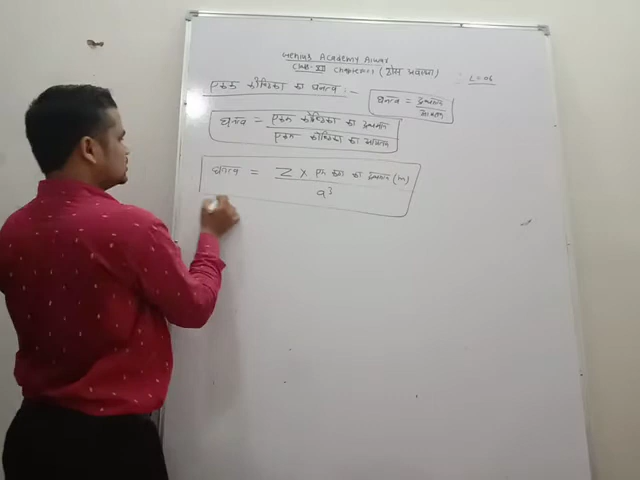 Genius Academy Alwar
Class-XII Chapter-1 (ठोस अवस्था)
L=06
एकक कोष्ठिका का घनत्व :-
घनत्व = द्रव्यमान / आयतन
घनत्व = एकक कोष्ठिका का द्रव्यमान / एकक कोष्ठिका का आयतन
घनत्व = Z × एक कण का द्रव्यमान (m) / a³